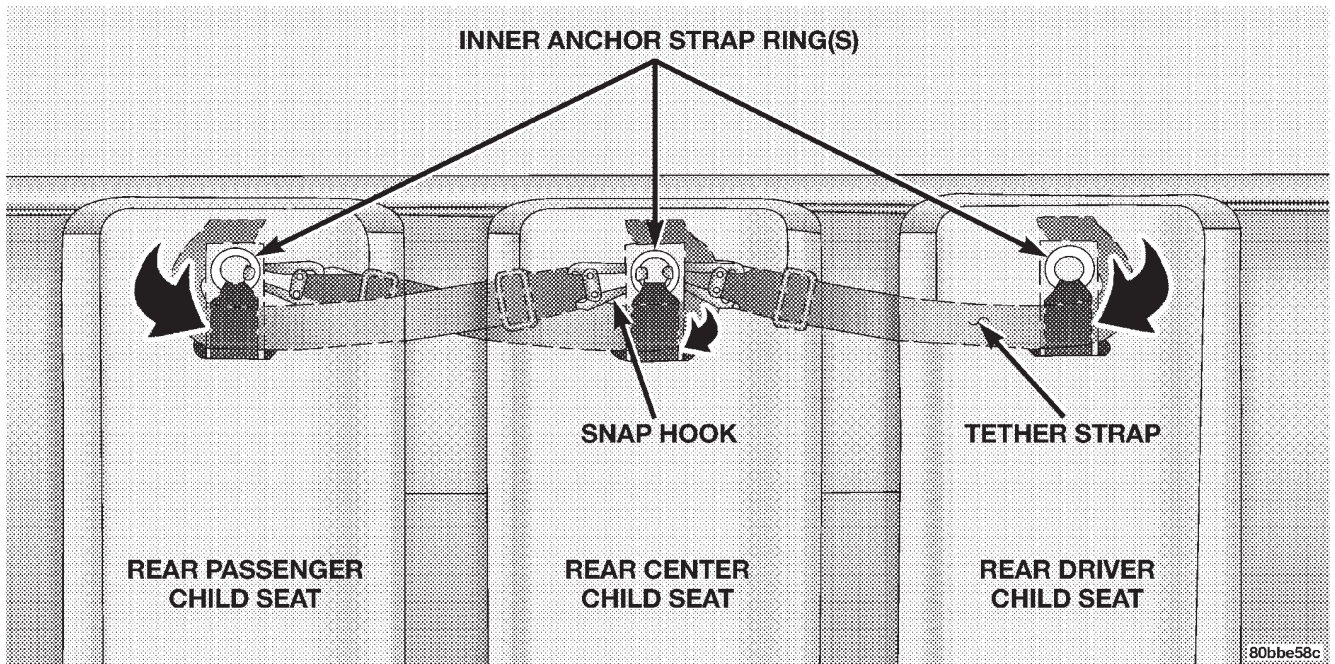 INNER ANCHOR STRAP RING(S)
SNAP HOOK
TETHER STRAP
REAR PASSENGER
CHILD SEAT
REAR CENTER
CHILD SEAT
REAR DRIVER
CHILD SEAT
80bbe58c